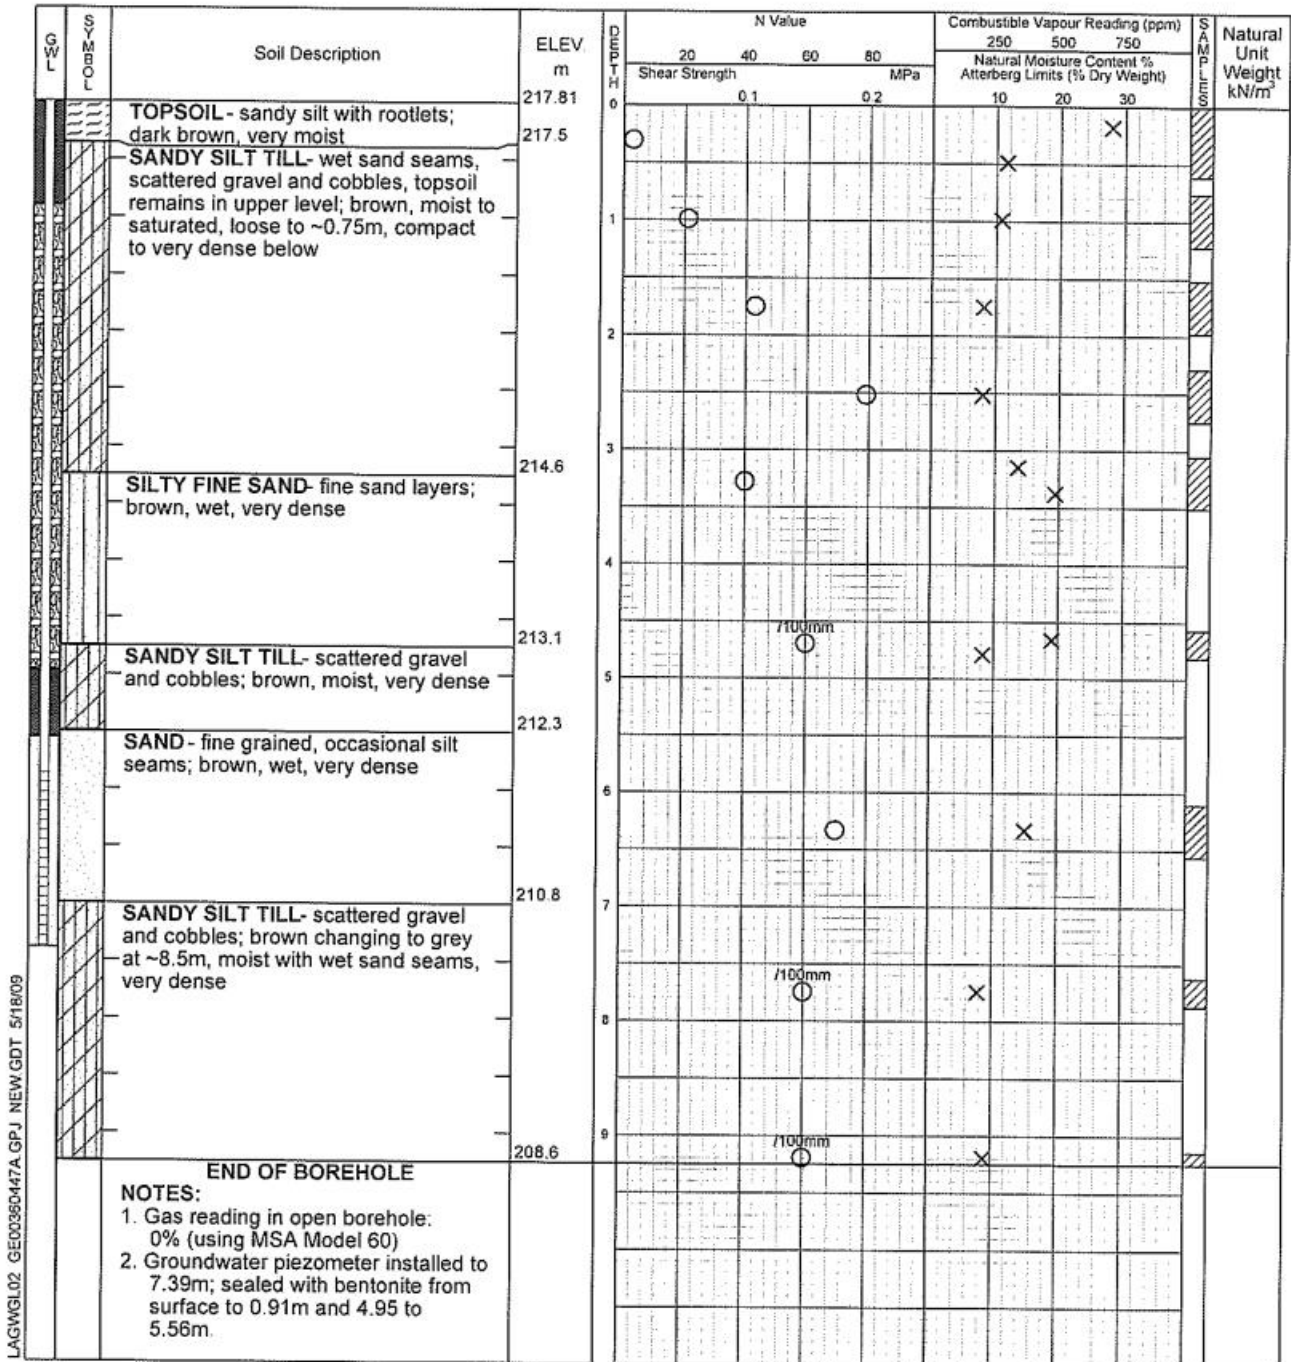 GWL
SYMBOL
Soil Description
ELEV.
m
DEPTH
N Value
20 40 60 80
Shear Strength MPa
0.1 0.2
Combustible Vapour Reading (ppm)
250 500 750
Natural Moisture Content %
Atterberg Limits (% Dry Weight)
10 20 30
SAMPLES
Natural
Unit
Weight
kN/m³
217.81
0
TOPSOIL - sandy silt with rootlets;
dark brown, very moist
217.5
SANDY SILT TILL- wet sand seams,
scattered gravel and cobbles, topsoil
remains in upper level; brown, moist to
saturated, loose to ~0.75m, compact
to very dense below
1
2
3
214.6
SILTY FINE SAND- fine sand layers;
brown, wet, very dense
4
/100mm
213.1
SANDY SILT TILL- scattered gravel
and cobbles; brown, moist, very dense
5
212.3
SAND - fine grained, occasional silt
seams; brown, wet, very dense
6
7
210.8
SANDY SILT TILL- scattered gravel
and cobbles; brown changing to grey
at ~8.5m, moist with wet sand seams,
very dense
/100mm
8
9
/100mm
208.6
END OF BOREHOLE
NOTES:
1. Gas reading in open borehole:
0% (using MSA Model 60)
2. Groundwater piezometer installed to
7.39m; sealed with bentonite from
surface to 0.91m and 4.95 to
5.56m.
LAGWGL02 GE00360447A.GPJ NEW.GDT 5/18/09